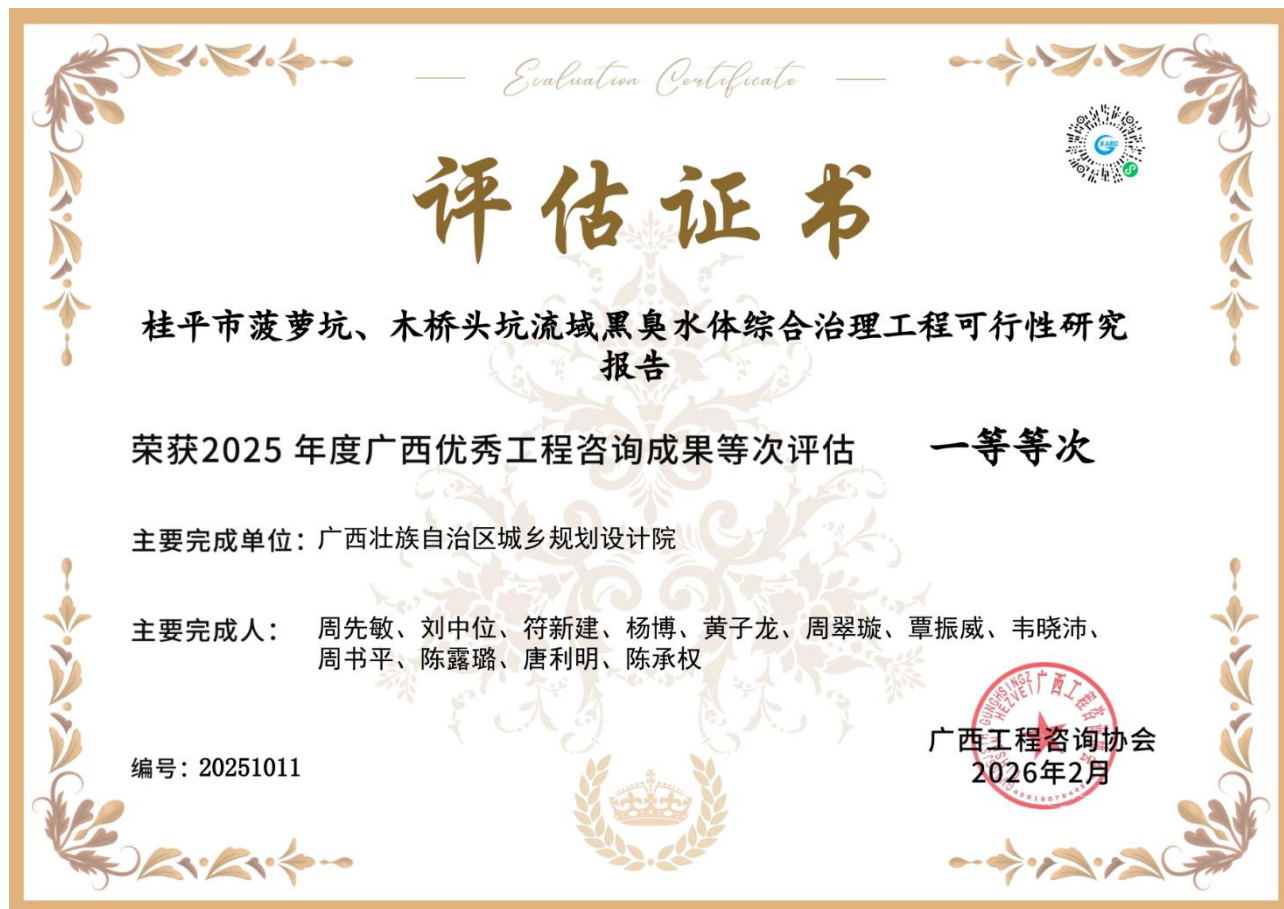 Evaluation Certificate
评估证书
桂平市菠萝坑、木桥头坑流域黑臭水体综合治理工程可行性研究
报告
荣获2025 年度广西优秀工程咨询成果等次评估 一等等次
主要完成单位：广西壮族自治区城乡规划设计院
主要完成人： 周先敏、刘中位、符新建、杨博、黄子龙、周翠璇、覃振威、韦晓沛、
周书平、陈露璐、唐利明、陈承权
广西工程咨询协会
2026年2月
编号：20251011